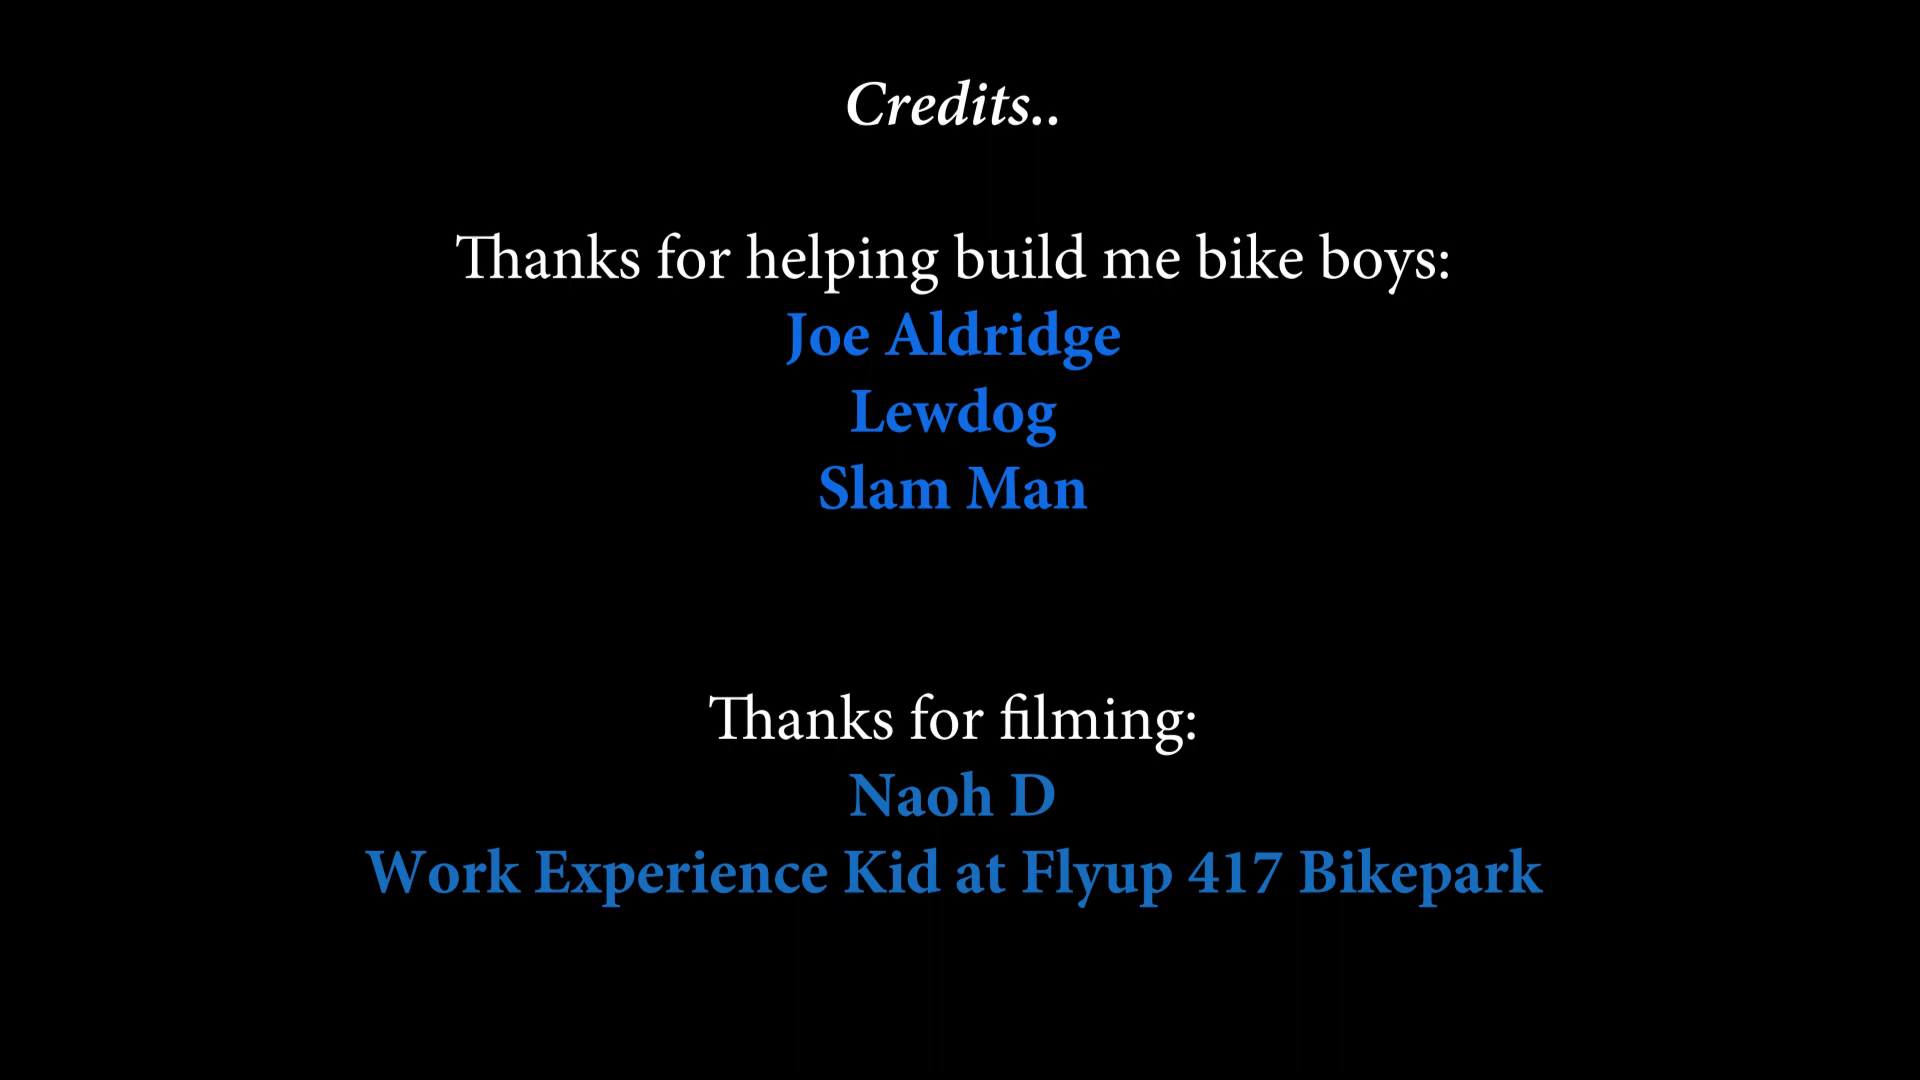 Credits..
Thanks for helping build me bike boys:
Joe Aldridge
Lewdog
Slam Man
Thanks for filming:
Naoh D
Work Experience Kid at Flyup 417 Bikepark